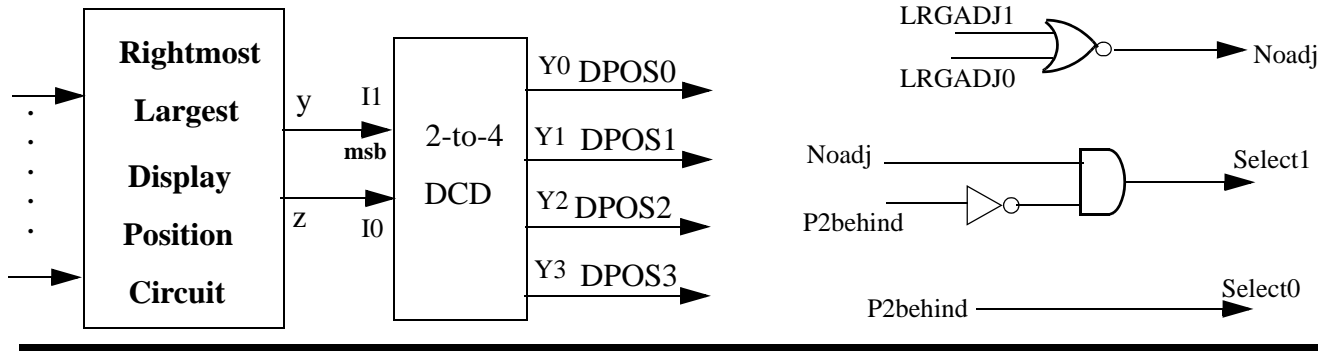 Rightmost
Largest
Display
Position
Circuit
y
z
I1
msb
I0
2-to-4
DCD
Y0 DPOS0
Y1 DPOS1
Y2 DPOS2
Y3 DPOS3
LRGADJ1
LRGADJ0
Noadj
Noadj
P2behind
Select1
P2behind
Select0